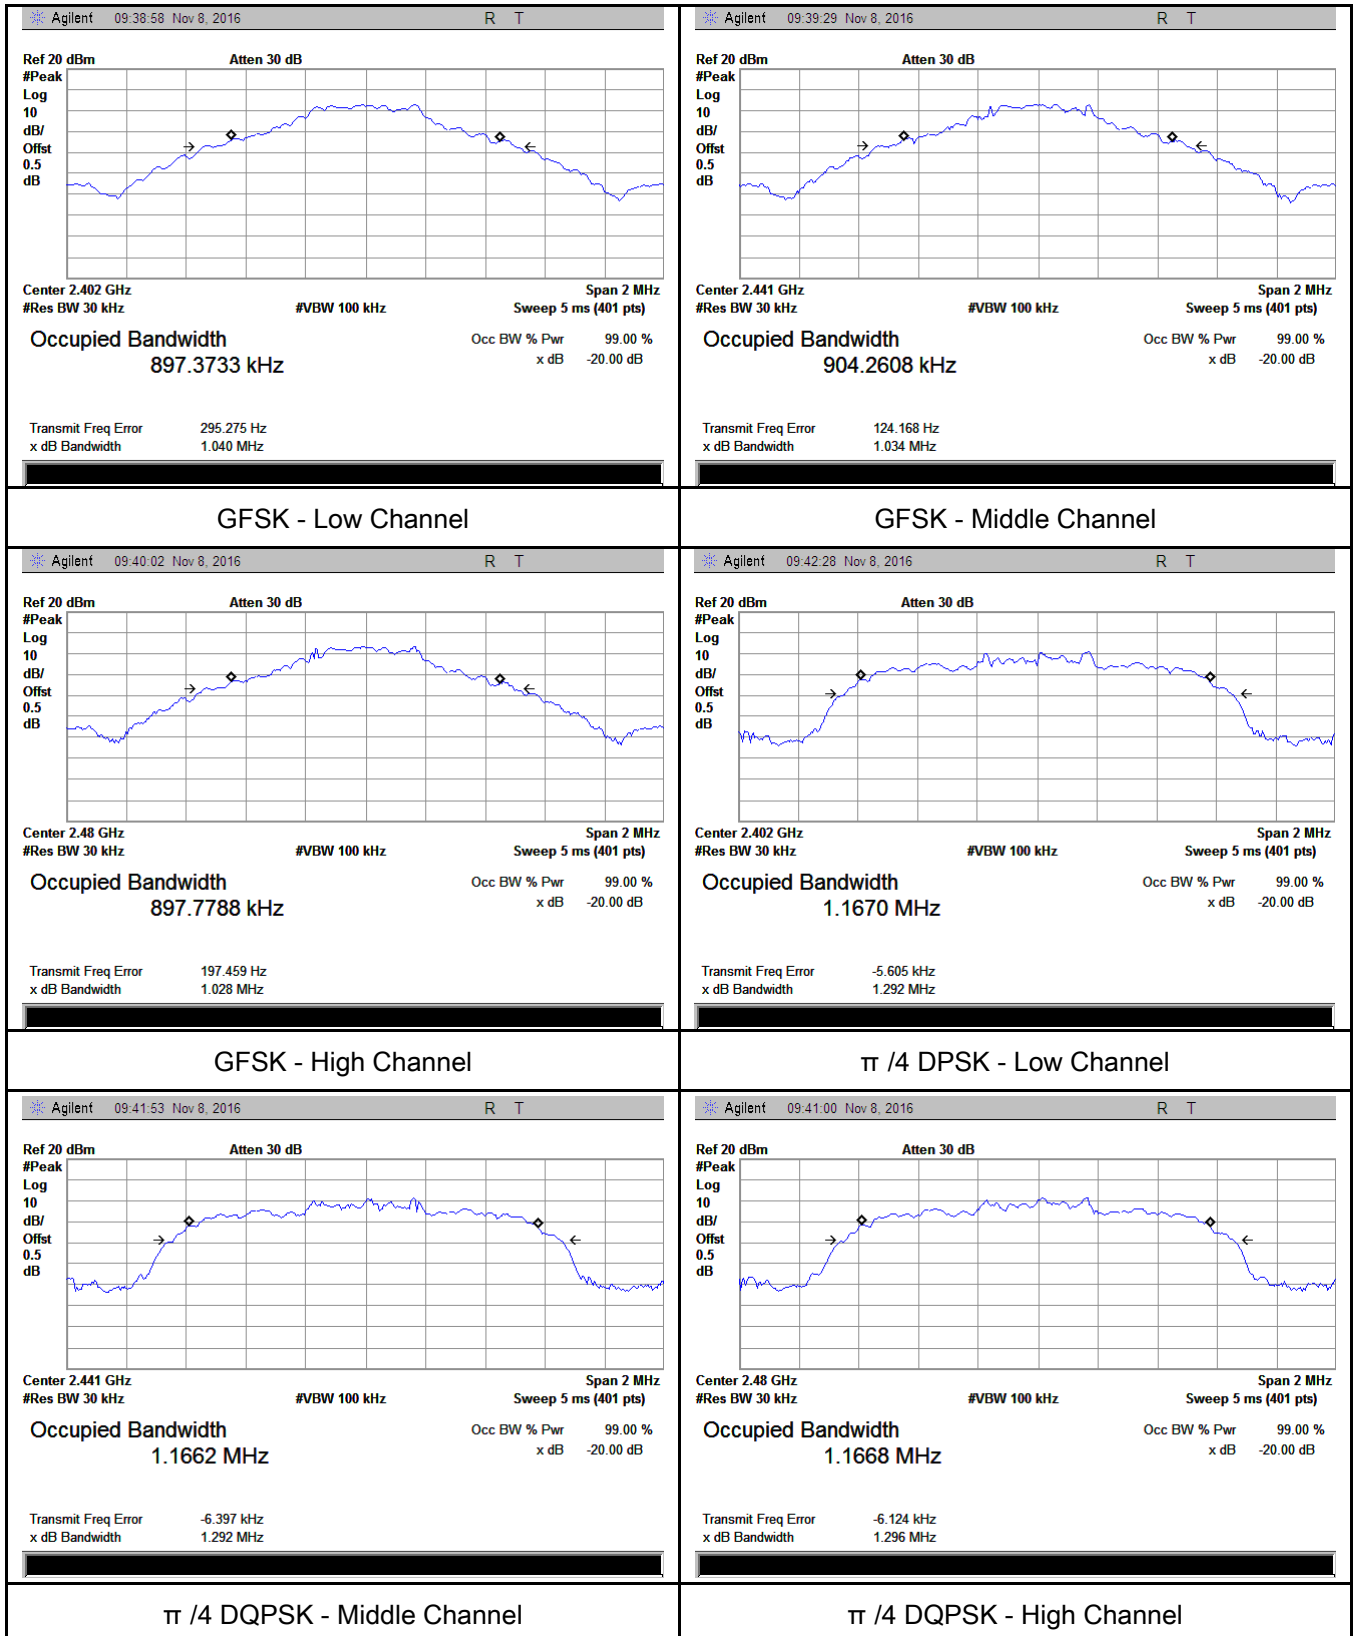 Agilent 09:38:58 Nov 8, 2016 R T
Ref 20 dBm Atten 30 dB
#Peak
Log
10
dB/
Offst
0.5
dB
Center 2.402 GHz Span 2 MHz
#Res BW 30 kHz #VBW 100 kHz Sweep 5 ms (401 pts)
Occupied Bandwidth Occ BW % Pwr 99.00 %
897.3733 kHz x dB -20.00 dB
Transmit Freq Error 295.275 Hz
x dB Bandwidth 1.040 MHz
GFSK - Low Channel
Agilent 09:39:29 Nov 8, 2016 R T
Ref 20 dBm Atten 30 dB
#Peak
Log
10
dB/
Offst
0.5
dB
Center 2.441 GHz Span 2 MHz
#Res BW 30 kHz #VBW 100 kHz Sweep 5 ms (401 pts)
Occupied Bandwidth Occ BW % Pwr 99.00 %
904.2608 kHz x dB -20.00 dB
Transmit Freq Error 124.168 Hz
x dB Bandwidth 1.034 MHz
GFSK - Middle Channel
Agilent 09:40:02 Nov 8, 2016 R T
Ref 20 dBm Atten 30 dB
#Peak
Log
10
dB/
Offst
0.5
dB
Center 2.48 GHz Span 2 MHz
#Res BW 30 kHz #VBW 100 kHz Sweep 5 ms (401 pts)
Occupied Bandwidth Occ BW % Pwr 99.00 %
897.7788 kHz x dB -20.00 dB
Transmit Freq Error 197.459 Hz
x dB Bandwidth 1.028 MHz
GFSK - High Channel
Agilent 09:42:28 Nov 8, 2016 R T
Ref 20 dBm Atten 30 dB
#Peak
Log
10
dB/
Offst
0.5
dB
Center 2.402 GHz Span 2 MHz
#Res BW 30 kHz #VBW 100 kHz Sweep 5 ms (401 pts)
Occupied Bandwidth Occ BW % Pwr 99.00 %
1.1670 MHz x dB -20.00 dB
Transmit Freq Error -5.605 kHz
x dB Bandwidth 1.292 MHz
π /4 DPSK - Low Channel
Agilent 09:41:53 Nov 8, 2016 R T
Ref 20 dBm Atten 30 dB
#Peak
Log
10
dB/
Offst
0.5
dB
Center 2.441 GHz Span 2 MHz
#Res BW 30 kHz #VBW 100 kHz Sweep 5 ms (401 pts)
Occupied Bandwidth Occ BW % Pwr 99.00 %
1.1662 MHz x dB -20.00 dB
Transmit Freq Error -6.397 kHz
x dB Bandwidth 1.292 MHz
π /4 DQPSK - Middle Channel
Agilent 09:41:00 Nov 8, 2016 R T
Ref 20 dBm Atten 30 dB
#Peak
Log
10
dB/
Offst
0.5
dB
Center 2.48 GHz Span 2 MHz
#Res BW 30 kHz #VBW 100 kHz Sweep 5 ms (401 pts)
Occupied Bandwidth Occ BW % Pwr 99.00 %
1.1668 MHz x dB -20.00 dB
Transmit Freq Error -6.124 kHz
x dB Bandwidth 1.296 MHz
π /4 DQPSK - High Channel